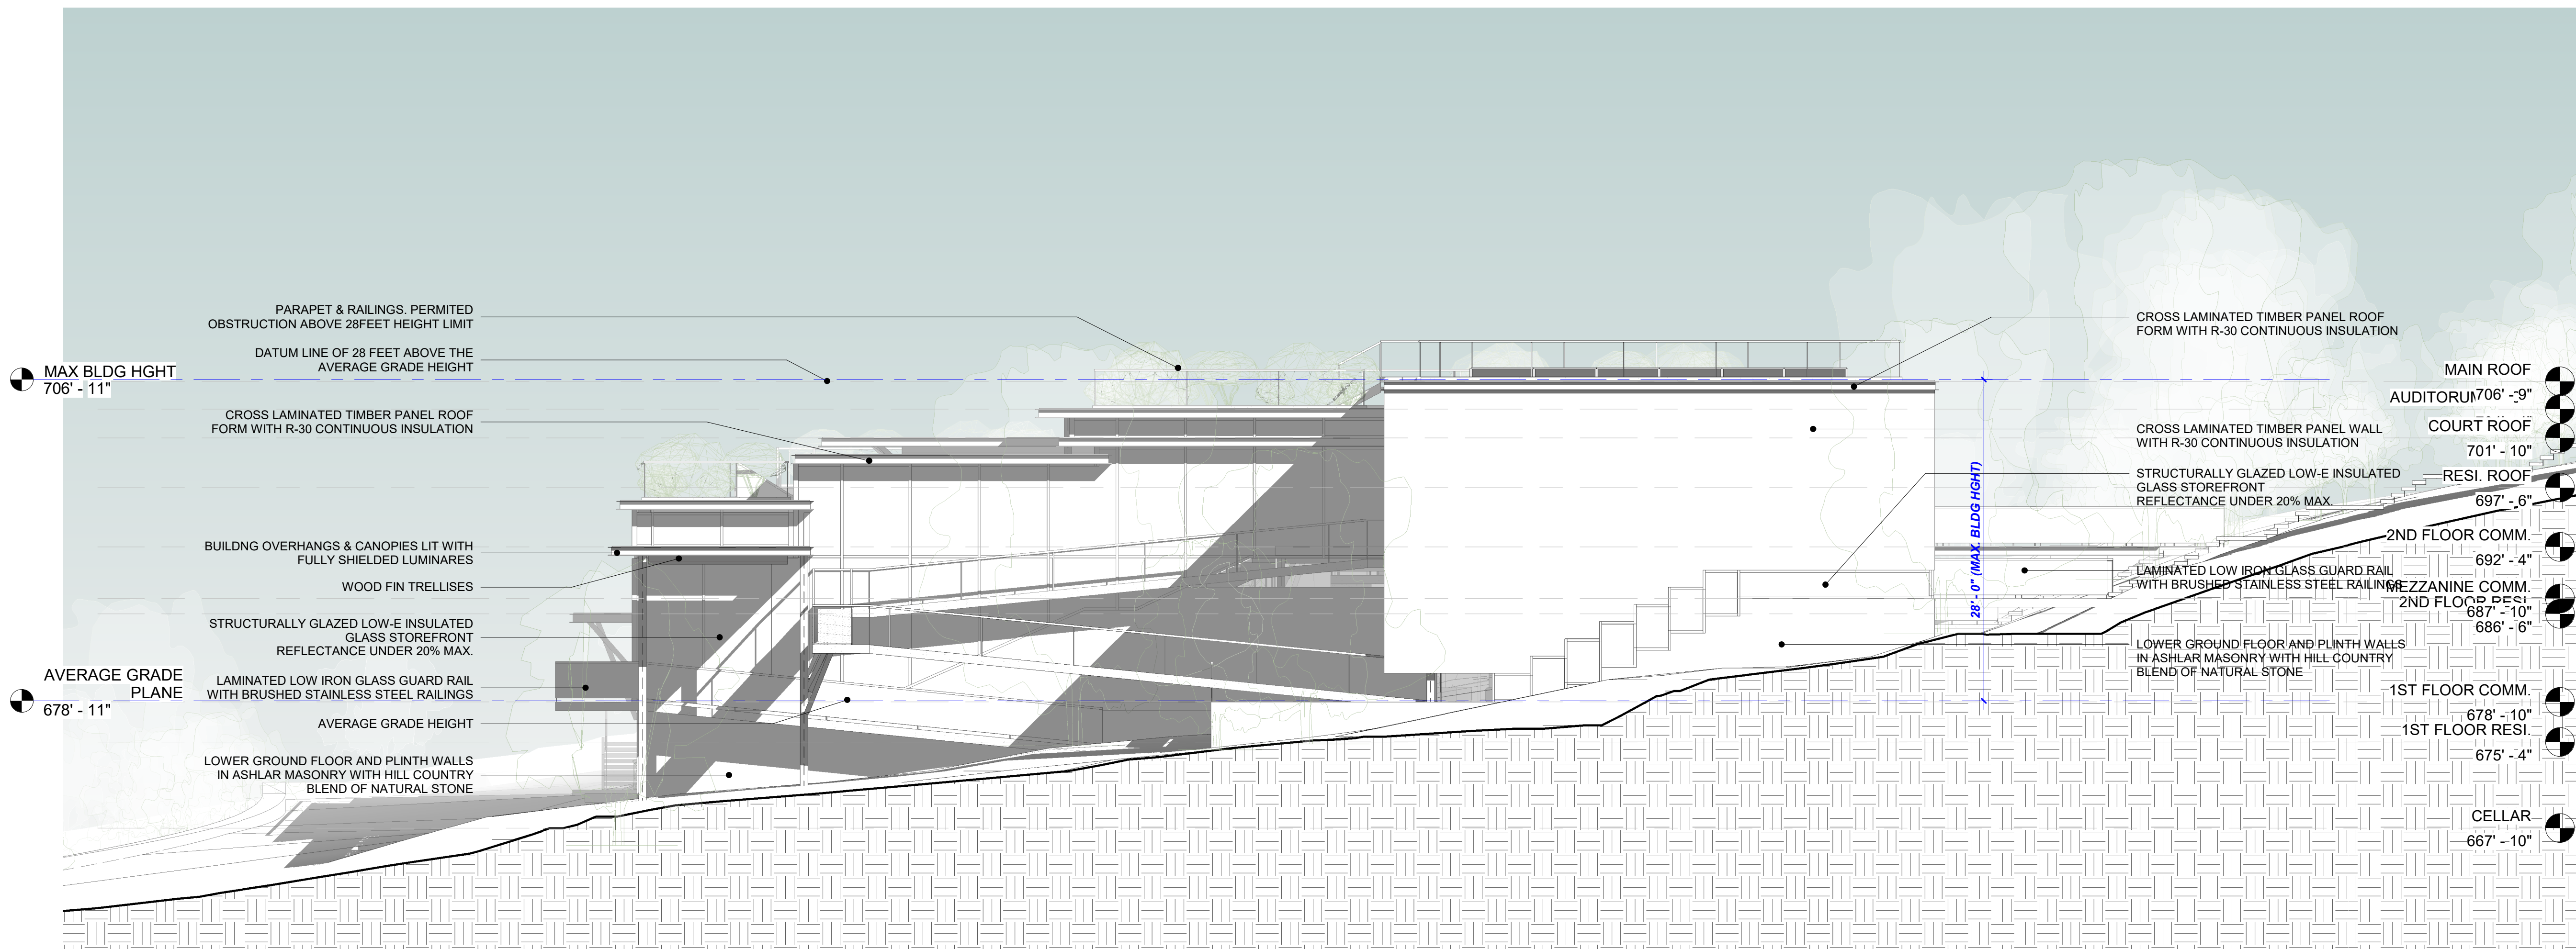 PARAPET & RAILINGS. PERMITED
OBSTRUCTION ABOVE 28FEET HEIGHT LIMIT
DATUM LINE OF 28 FEET ABOVE THE
AVERAGE GRADE HEIGHT
MAX BLDG HGHT
706' - 11"
CROSS LAMINATED TIMBER PANEL ROOF
FORM WITH R-30 CONTINUOUS INSULATION
BUILDNG OVERHANGS & CANOPIES LIT WITH
FULLY SHIELDED LUMINARES
WOOD FIN TRELLISES
STRUCTURALLY GLAZED LOW-E INSULATED
GLASS STOREFRONT
REFLECTANCE UNDER 20% MAX.
AVERAGE GRADE
PLANE
678' - 11"
LAMINATED LOW IRON GLASS GUARD RAIL
WITH BRUSHED STAINLESS STEEL RAILINGS
AVERAGE GRADE HEIGHT
LOWER GROUND FLOOR AND PLINTH WALLS
IN ASHLAR MASONRY WITH HILL COUNTRY
BLEND OF NATURAL STONE
28' - 0" (MAX. BLDG HGHT)
CROSS LAMINATED TIMBER PANEL ROOF
FORM WITH R-30 CONTINUOUS INSULATION
CROSS LAMINATED TIMBER PANEL WALL
WITH R-30 CONTINUOUS INSULATION
STRUCTURALLY GLAZED LOW-E INSULATED
GLASS STOREFRONT
REFLECTANCE UNDER 20% MAX.
LAMINATED LOW IRON GLASS GUARD RAIL
WITH BRUSHED STAINLESS STEEL RAILINGS
LOWER GROUND FLOOR AND PLINTH WALLS
IN ASHLAR MASONRY WITH HILL COUNTRY
BLEND OF NATURAL STONE
MAIN ROOF
706' - 9"
COURT ROOF
701' - 10"
RESI. ROOF
697' - 6"
2ND FLOOR COMM.
692' - 4"
MEZZANINE COMM.
687' - 10"
2ND FLOOR RESI.
686' - 6"
1ST FLOOR COMM.
678' - 10"
1ST FLOOR RESI.
675' - 4"
CELLAR
667' - 10"